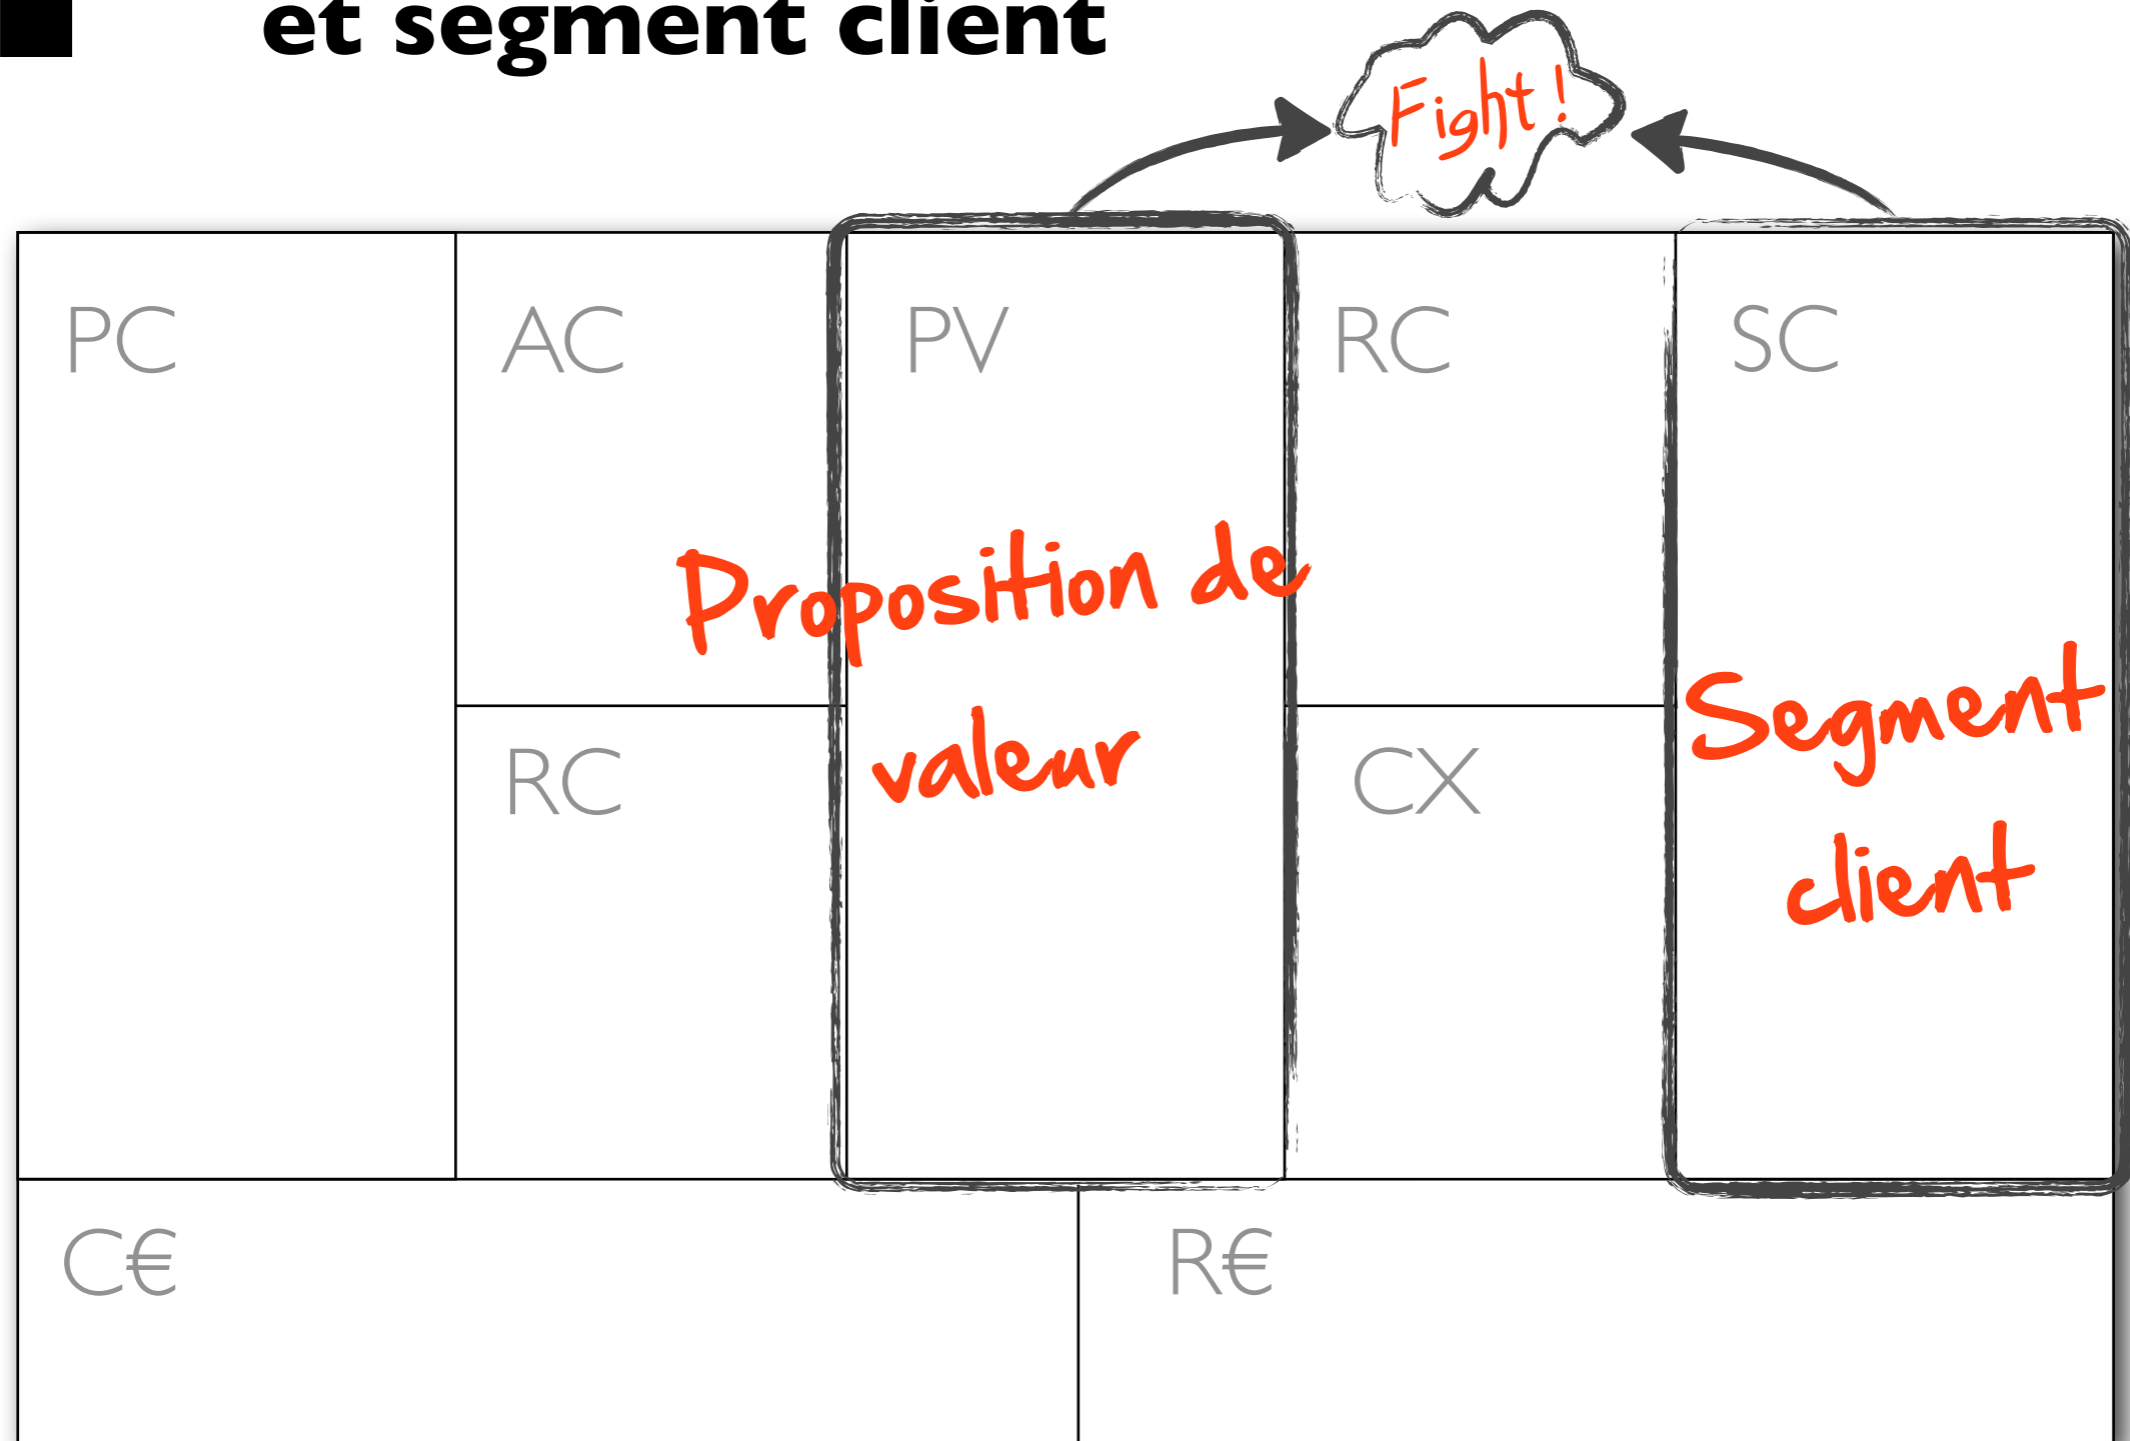 et segment client
Fight !
PC
AC
PV
RC
SC
Proposition de
valeur
Segment
client
RC
CX
C€
R€